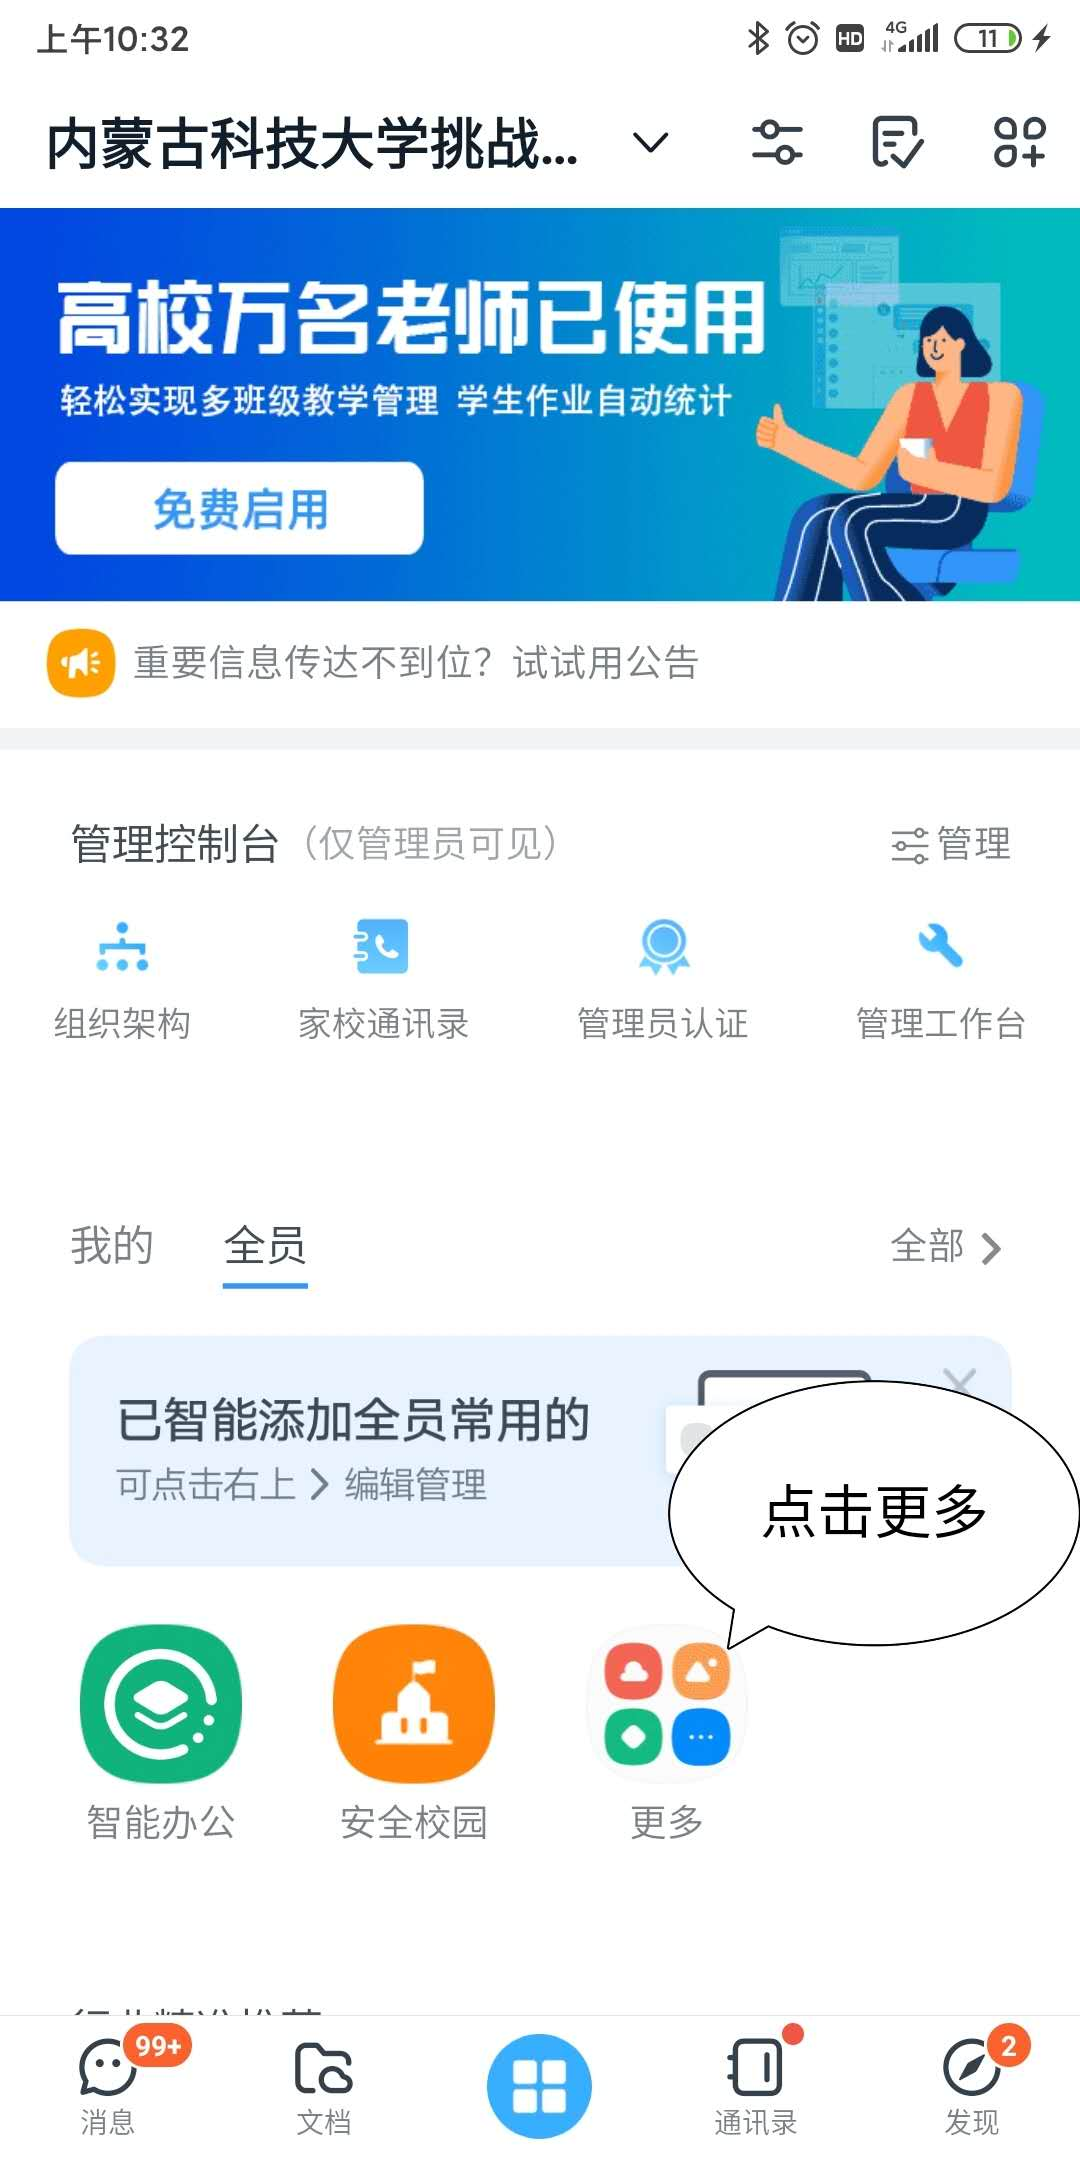 上午10:32
HD
4G
11
内蒙古科技大学挑战...
高校万名老师已使用
轻松实现多班级教学管理 学生作业自动统计
免费启用
重要信息传达不到位？试试用公告
管理控制台（仅管理员可见）
管理
组织架构
家校通讯录
管理员认证
管理工作台
我的
全员
全部
已智能添加全员常用的
可点击右上 > 编辑管理
点击更多
智能办公
安全校园
更多
99+
2
消息
文档
通讯录
发现